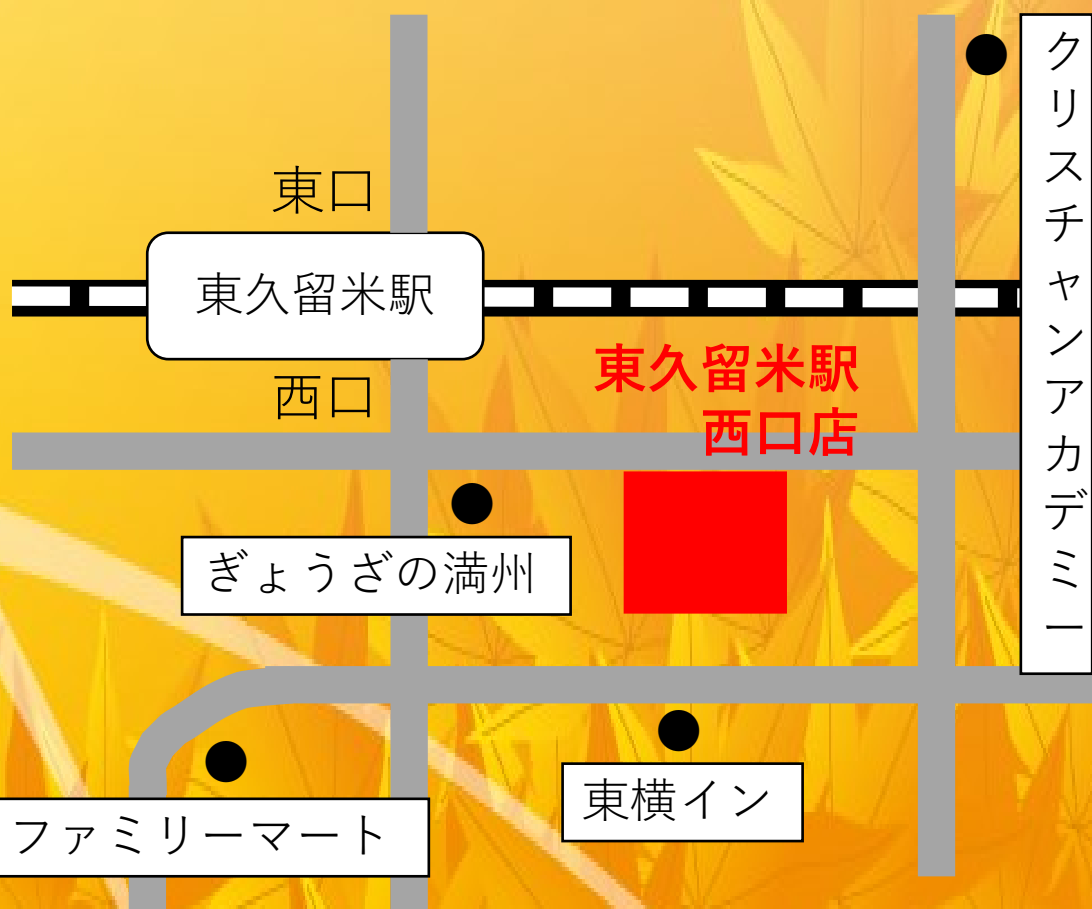 東口
東久留米駅
西口
東久留米駅
西口店
ぎょうざの満州
ファミリーマート
東横イン
クリスチャンアカデミー